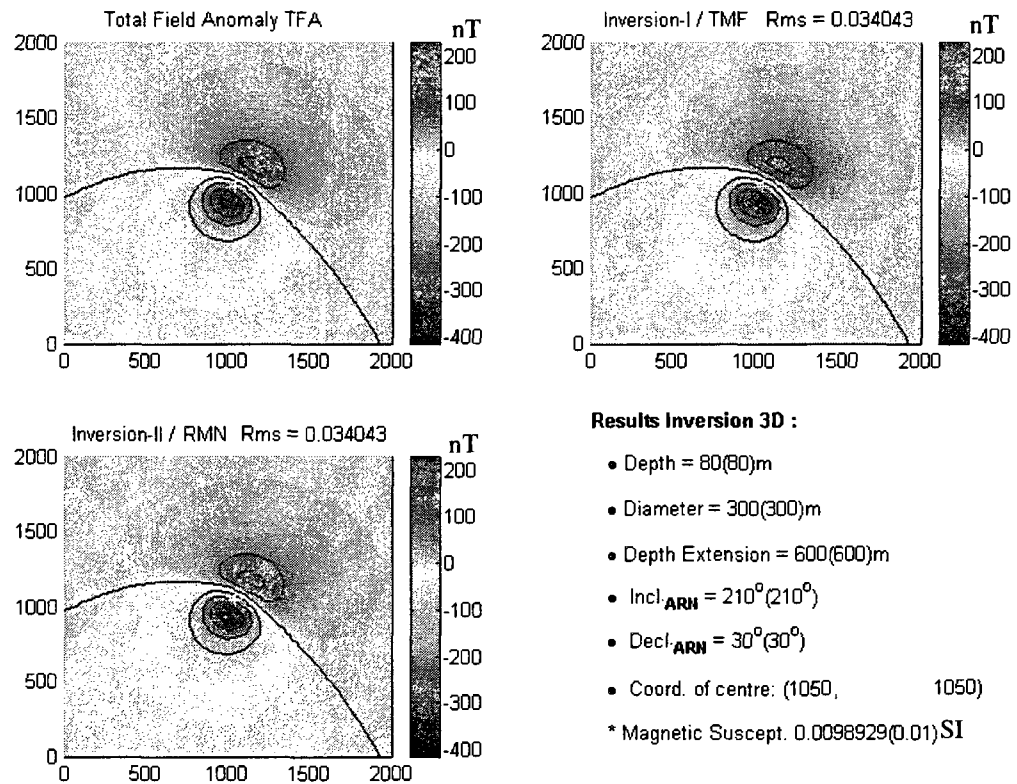 Total Field Anomaly TFA
nT
2000
1500
1000
500
0
0 500 1000 1500 2000
200
100
0
-100
-200
-300
-400
Inversion-I / TMF Rms = 0.034043
nT
2000
1500
1000
500
0
0 500 1000 1500 2000
200
100
0
-100
-200
-300
-400
Inversion-II / RMN Rms = 0.034043
nT
2000
1500
1000
500
0
0 500 1000 1500 2000
200
100
0
-100
-200
-300
-400
Results Inversion 3D :
• Depth = 80(80)m
• Diameter = 300(300)m
• Depth Extension = 600(600)m
• Incl.ARN = 210°(210°)
• Decl.ARN = 30°(30°)
• Coord. of centre: (1050, 1050)
* Magnetic Suscept. 0.0098929(0.01)SI